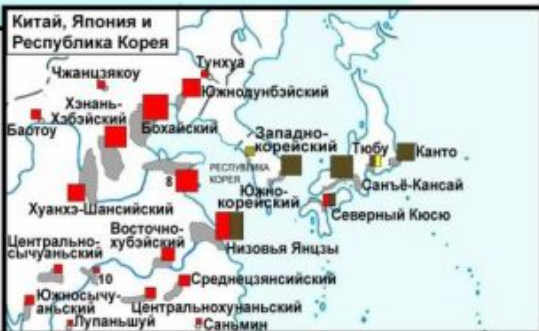 Китай, Япония и
Республика Корея
Тунхуа
Чжанцзякоу
Южнодунбэйский
Хэнань-
Хэбэйский
Баотоу
Бохайский
Западно-
корейский
Тюбу
Канто
РЕСПУБЛИКА
КОРЕЯ
8
Южно-
корейский
Санъё-Кансай
Хуанхэ-Шансийский
Северный Кюсю
Восточно-
хубэйский
Низовья Янцзы
Центрально-
сычуаньский
10
Среднецзянсийский
Южносычу-
аньский
Центральнохунаньский
Лупаньшуй
Саньмин